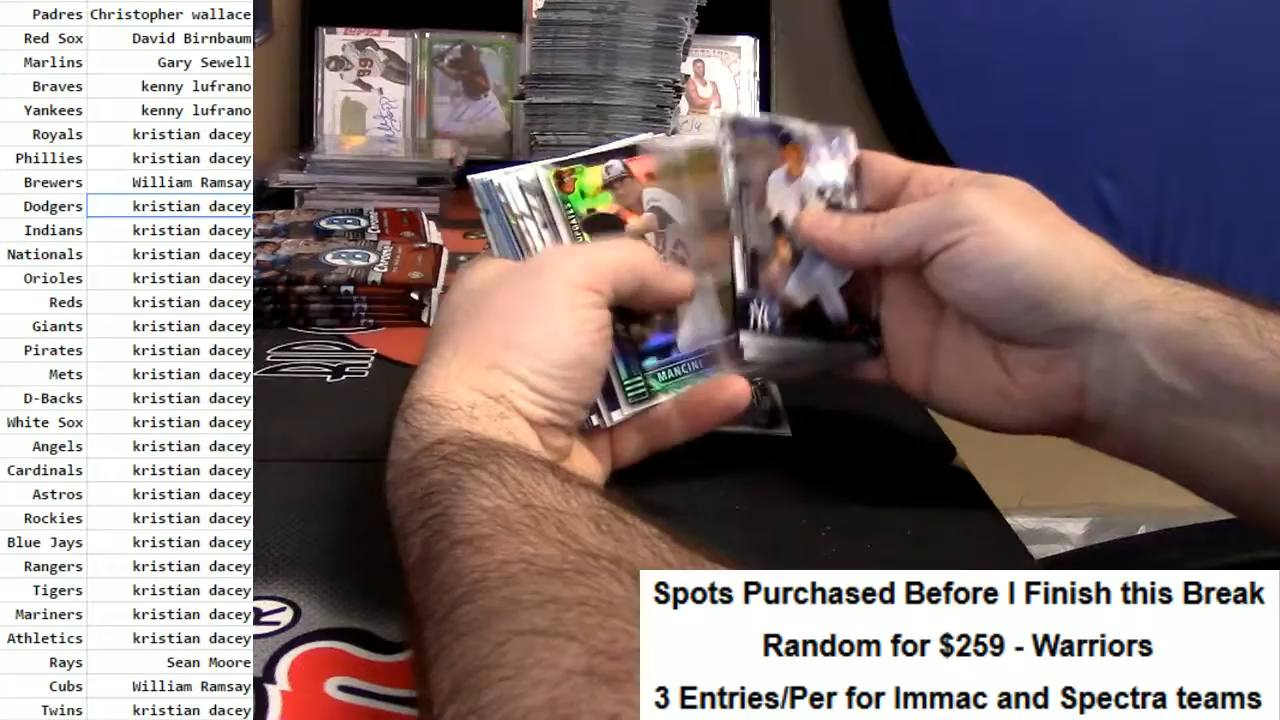 Padres Christopher wallace
Red Sox David Birnbaum
Marlins Gary Sewell
Braves kenny lufrano
Yankees kenny lufrano
Royals kristian dacey
Phillies kristian dacey
Brewers William Ramsay
Dodgers kristian dacey
Indians kristian dacey
Nationals kristian dacey
Orioles kristian dacey
Reds kristian dacey
Giants kristian dacey
Pirates kristian dacey
Mets kristian dacey
D-Backs kristian dacey
White Sox kristian dacey
Angels kristian dacey
Cardinals kristian dacey
Astros kristian dacey
Rockies kristian dacey
Blue Jays kristian dacey
Rangers kristian dacey
Tigers kristian dacey
Mariners kristian dacey
Athletics kristian dacey
Rays Sean Moore
Cubs William Ramsay
Twins kristian dacey
MANCINI
Spots Purchased Before I Finish this Break
Random for $259 - Warriors
3 Entries/Per for Immac and Spectra teams